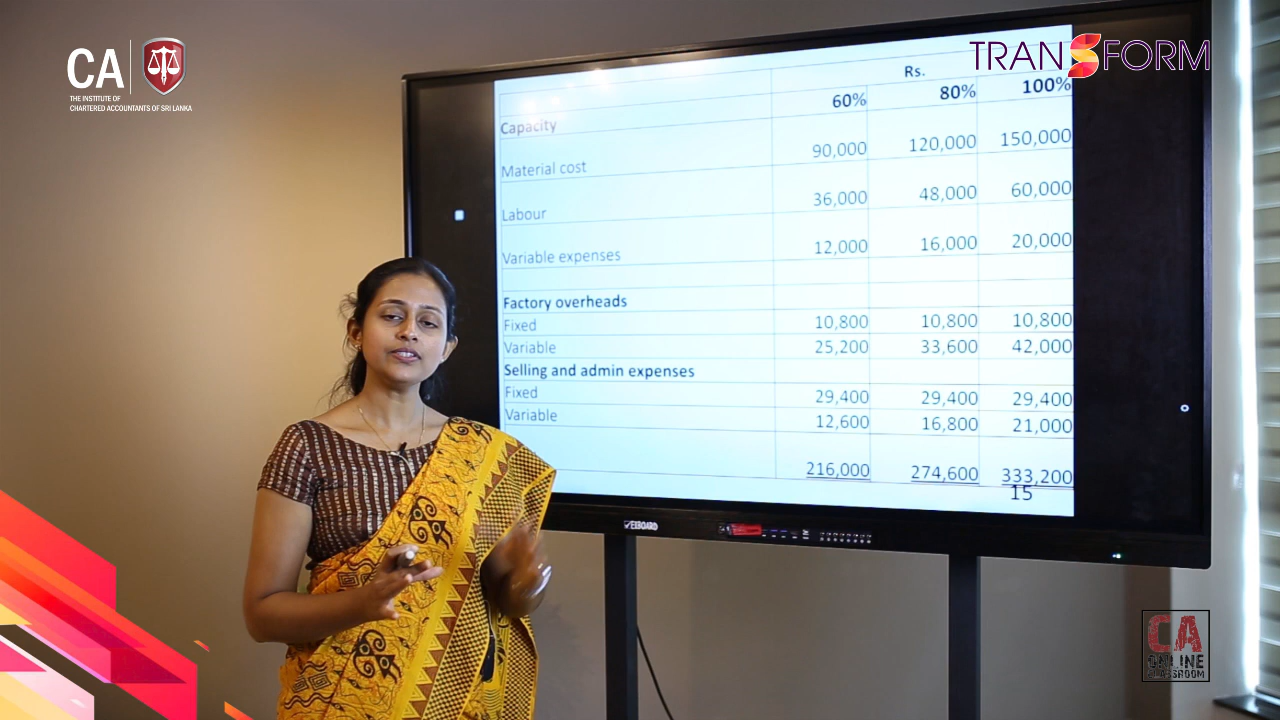 CA
THE INSTITUTE OF
CHARTERED ACCOUNTANTS OF SRI LANKA
TRANSFORM
Rs.
60% 80% 100%
Capacity
Material cost 90,000 120,000 150,000
Labour 36,000 48,000 60,000
Variable expenses 12,000 16,000 20,000
Factory overheads
Fixed 10,800 10,800 10,800
Variable 25,200 33,600 42,000
Selling and admin expenses
Fixed 29,400 29,400 29,400
Variable 12,600 16,800 21,000
216,000 274,600 333,200
15
CA
ONLINE
CLASSROOM